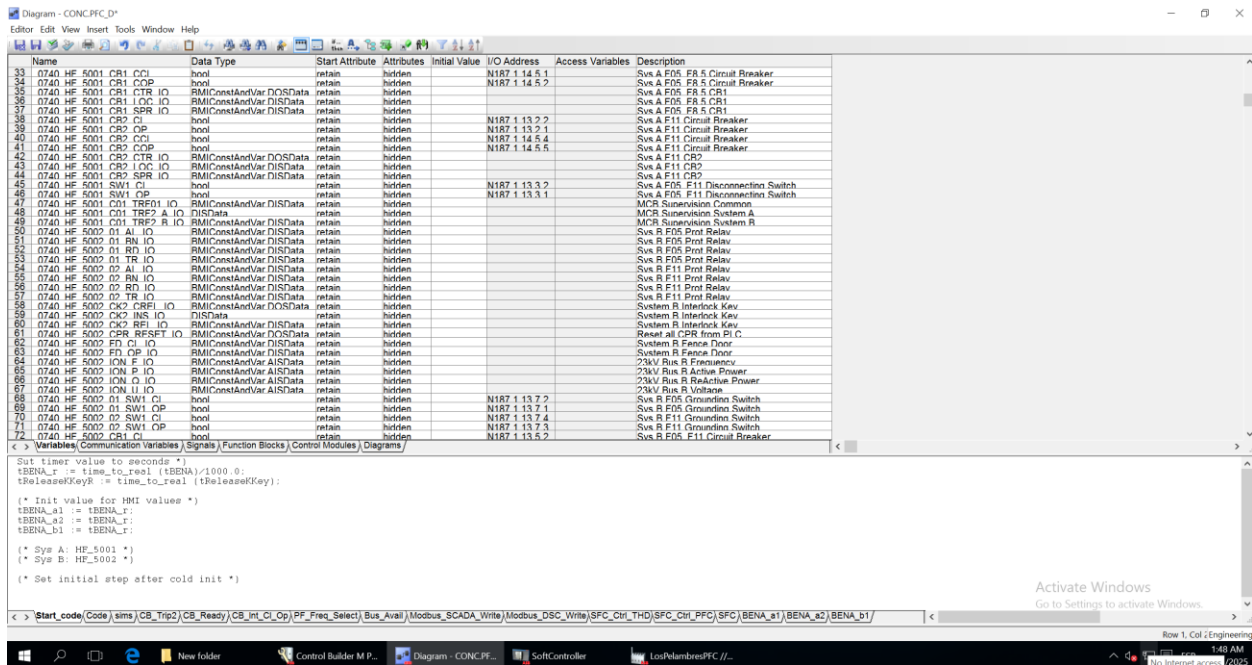 Diagram - CONC.PFC_D*
Editor Edit View Insert Tools Window Help
Name Data Type Start Attribute Attributes Initial Value I/O Address Access Variables Description
33 0740_HF_5001_CB1_CCL bool retain hidden N187.1.14.5.1 Sys A F05, F8.5 Circuit Breaker
34 0740_HF_5001_CB1_COP bool retain hidden N187.1.14.5.2 Sys A F05, F8.5 Circuit Breaker
35 0740_HF_5001_CB1_CTR_IO BMIConstAndVar.DOSData retain hidden Sys A F05, F8.5 CB1
36 0740_HF_5001_CB1_LOC_IO BMIConstAndVar.DISData retain hidden Sys A F05, F8.5 CB1
37 0740_HF_5001_CB1_SPR_IO BMIConstAndVar.DISData retain hidden Sys A F05, F8.5 CB1
38 0740_HF_5001_CB2_CL bool retain hidden N187.1.13.2.2 Sys A F11 Circuit Breaker
39 0740_HF_5001_CB2_OP bool retain hidden N187.1.13.2.1 Sys A F11 Circuit Breaker
40 0740_HF_5001_CB2_CCL bool retain hidden N187.1.14.5.4 Sys A F11 Circuit Breaker
41 0740_HF_5001_CB2_COP bool retain hidden N187.1.14.5.5 Sys A F11 Circuit Breaker
42 0740_HF_5001_CB2_CTR_IO BMIConstAndVar.DOSData retain hidden Sys A F11 CB2
43 0740_HF_5001_CB2_LOC_IO BMIConstAndVar.DISData retain hidden Sys A F11 CB2
44 0740_HF_5001_CB2_SPR_IO BMIConstAndVar.DISData retain hidden Sys A F11 CB2
45 0740_HF_5001_SW1_CL bool retain hidden N187.1.13.3.2 Sys A F05, F11 Disconnecting Switch
46 0740_HF_5001_SW1_OP bool retain hidden N187.1.13.3.1 Sys A F05, F11 Disconnecting Switch
47 0740_HF_5001_C01_TRF01_IO BMIConstAndVar.DISData retain hidden MCB Supervision Common
48 0740_HF_5001_C01_TRF2_A_IO DISData retain hidden MCB Supervision System A
49 0740_HF_5001_C01_TRF2_B_IO BMIConstAndVar.DISData retain hidden MCB Supervision System B
50 0740_HF_5002_01_AL_IO BMIConstAndVar.DISData retain hidden Sys B F05 Prot Relay
51 0740_HF_5002_01_BN_IO BMIConstAndVar.DISData retain hidden Sys B F05 Prot Relay
52 0740_HF_5002_01_RD_IO BMIConstAndVar.DISData retain hidden Sys B F05 Prot Relay
53 0740_HF_5002_01_TR_IO BMIConstAndVar.DISData retain hidden Sys B F05 Prot Relay
54 0740_HF_5002_02_AL_IO BMIConstAndVar.DISData retain hidden Sys B F11 Prot Relay
55 0740_HF_5002_02_BN_IO BMIConstAndVar.DISData retain hidden Sys B F11 Prot Relay
56 0740_HF_5002_02_RD_IO BMIConstAndVar.DISData retain hidden Sys B F11 Prot Relay
57 0740_HF_5002_02_TR_IO BMIConstAndVar.DISData retain hidden Sys B F11 Prot Relay
58 0740_HF_5002_CK2_CREL_IO BMIConstAndVar.DOSData retain hidden System B Interlock Key
59 0740_HF_5002_CK2_INS_IO DISData retain hidden System B Interlock Key
60 0740_HF_5002_CK2_REL_IO BMIConstAndVar.DISData retain hidden System B Interlock Key
61 0740_HF_5002_CPR_RESET_IO BMIConstAndVar.DOSData retain hidden Reset all CPR from PLC
62 0740_HF_5002_FD_CL_IO BMIConstAndVar.DISData retain hidden System B Fence Door
63 0740_HF_5002_FD_OP_IO BMIConstAndVar.DISData retain hidden System B Fence Door
64 0740_HF_5002_ION_F_IO BMIConstAndVar.AISData retain hidden 23kV Bus B Frequency
65 0740_HF_5002_ION_P_IO BMIConstAndVar.AISData retain hidden 23kV Bus B Active Power
66 0740_HF_5002_ION_Q_IO BMIConstAndVar.AISData retain hidden 23kV Bus B ReActive Power
67 0740_HF_5002_ION_U_IO BMIConstAndVar.AISData retain hidden 23kV Bus B Voltage
68 0740_HF_5002_01_SW1_CL bool retain hidden N187.1.13.7.2 Sys B F05 Grounding Switch
69 0740_HF_5002_01_SW1_OP bool retain hidden N187.1.13.7.1 Sys B F05 Grounding Switch
70 0740_HF_5002_02_SW1_CL bool retain hidden N187.1.13.7.4 Sys B F11 Grounding Switch
71 0740_HF_5002_02_SW1_OP bool retain hidden N187.1.13.7.3 Sys B F11 Grounding Switch
72 0740_HF_5002_CB1_CL bool retain hidden N187.1.13.5.2 Sys B F05, F11 Circuit Breaker
Variables Communication Variables Signals Function Blocks Control Modules Diagrams
Sut timer value to seconds *)
tBENA_r := time_to_real (tBENA)/1000.0;
tReleaseKKeyR := time_to_real (tReleaseKKey);
(* Init value for HMI values *)
tBENA_a1 := tBENA_r;
tBENA_a2 := tBENA_r;
tBENA_b1 := tBENA_r;
(* Sys A: HF_5001 *)
(* Sys B: HF_5002 *)
(* Set initial step after cold init *)
Activate Windows
Go to Settings to activate Windows.
Start_code Code sims CB_Trip2 CB_Ready CB_Int_Cl_Op PF_Freq_Select Bus_Avail Modbus_SCADA_Write Modbus_DSC_Write SFC_Ctrl_THD SFC_Ctrl_PFC SFC BENA_a1 BENA_a2 BENA_b1
Row 1, Col 2 Engineering
New folder Control Builder M P... Diagram - CONC.PF... SoftController LosPelambresPFC //... ESP 1:48 AM
No Internet access /2025